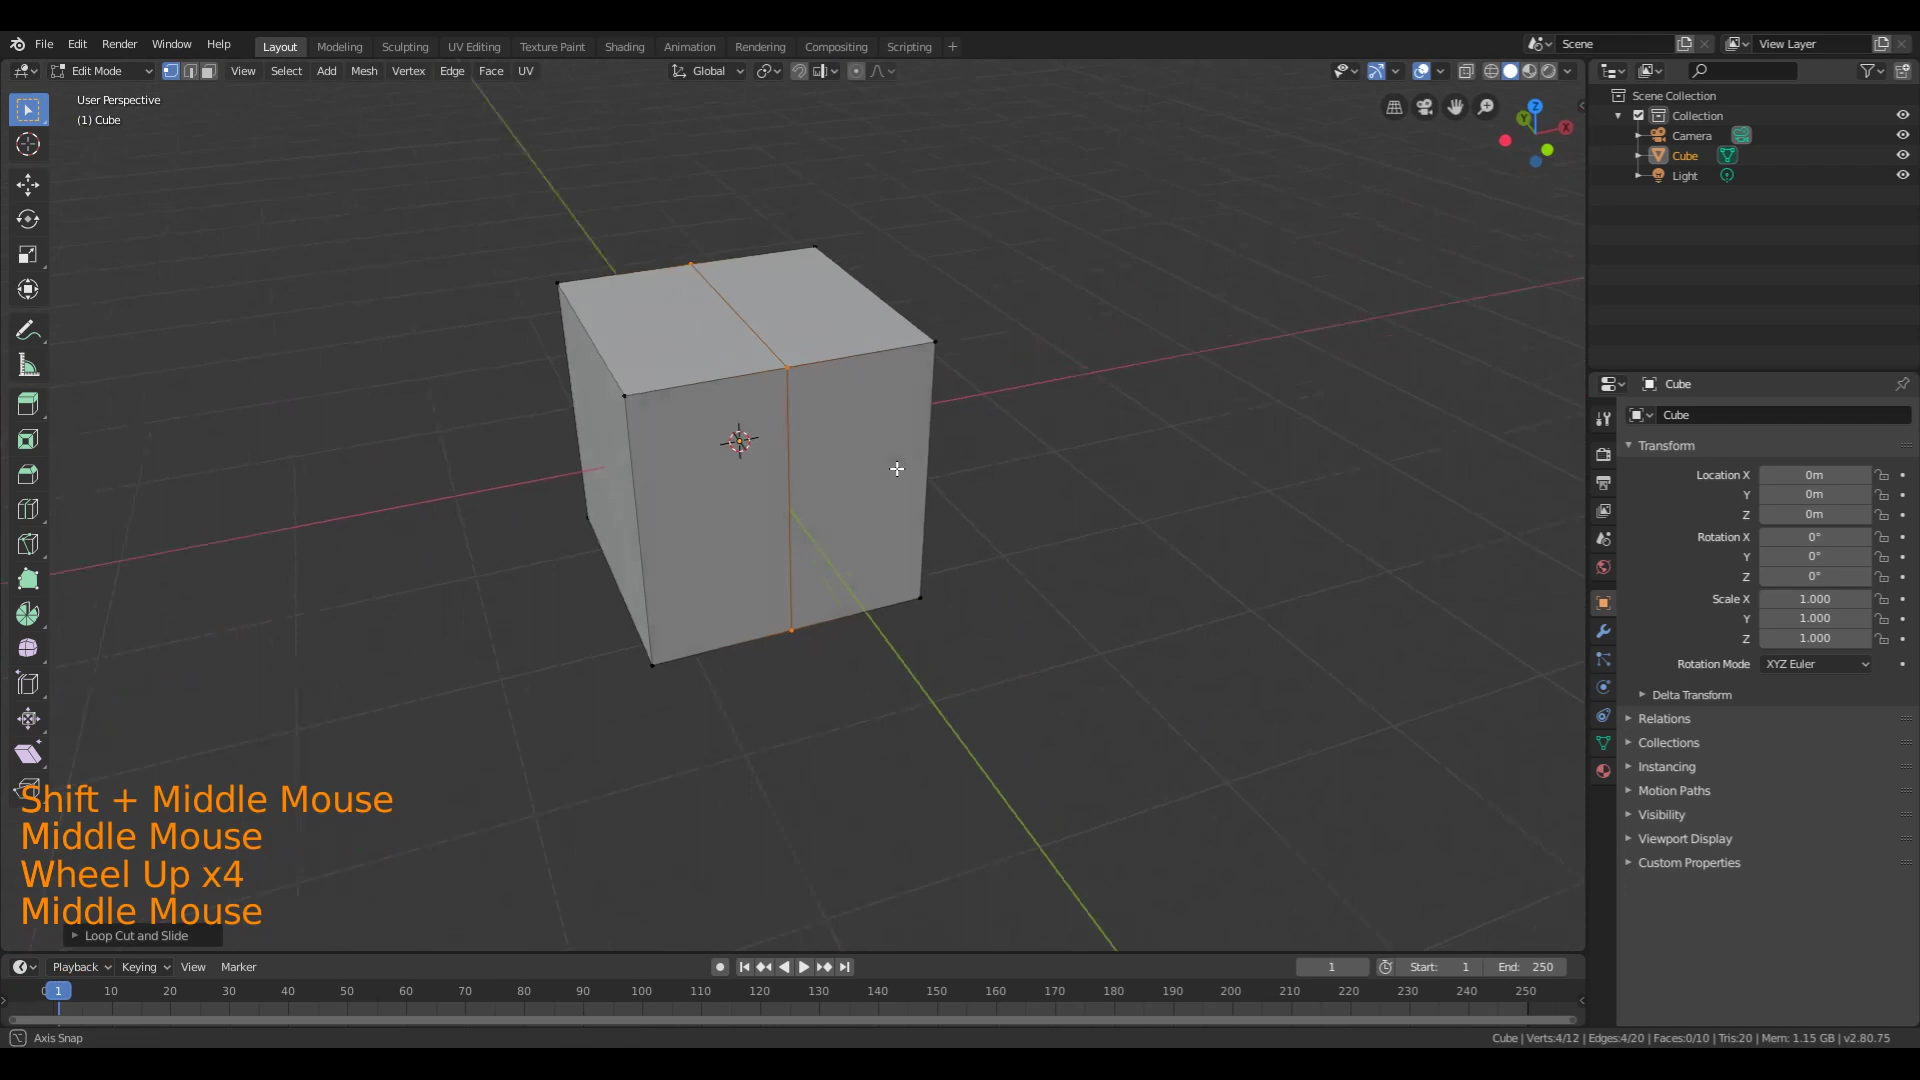 File Edit Render Window Help Layout Modeling Sculpting UV Editing Texture Paint Shading Animation Rendering Compositing Scripting + Scene View Layer
Edit Mode View Select Add Mesh Vertex Edge Face UV Global
User Perspective
(1) Cube
Z
Y
X
Scene Collection
Collection
Camera
Cube
Light
Cube
Cube
Transform
Location X 0m
Y 0m
Z 0m
Rotation X 0°
Y 0°
Z 0°
Scale X 1.000
Y 1.000
Z 1.000
Rotation Mode XYZ Euler
Delta Transform
Relations
Collections
Instancing
Motion Paths
Visibility
Viewport Display
Custom Properties
Shift + Middle Mouse
Middle Mouse
Wheel Up x4
Middle Mouse
Loop Cut and Slide
Playback Keying View Marker 1 Start: 1 End: 250
0 1 10 20 30 40 50 60 70 80 90 100 110 120 130 140 150 160 170 180 190 200 210 220 230 240 250
Axis Snap
Cube | Verts:4/12 | Edges:4/20 | Faces:0/10 | Tris:20 | Mem: 1.15 GB | v2.80.75